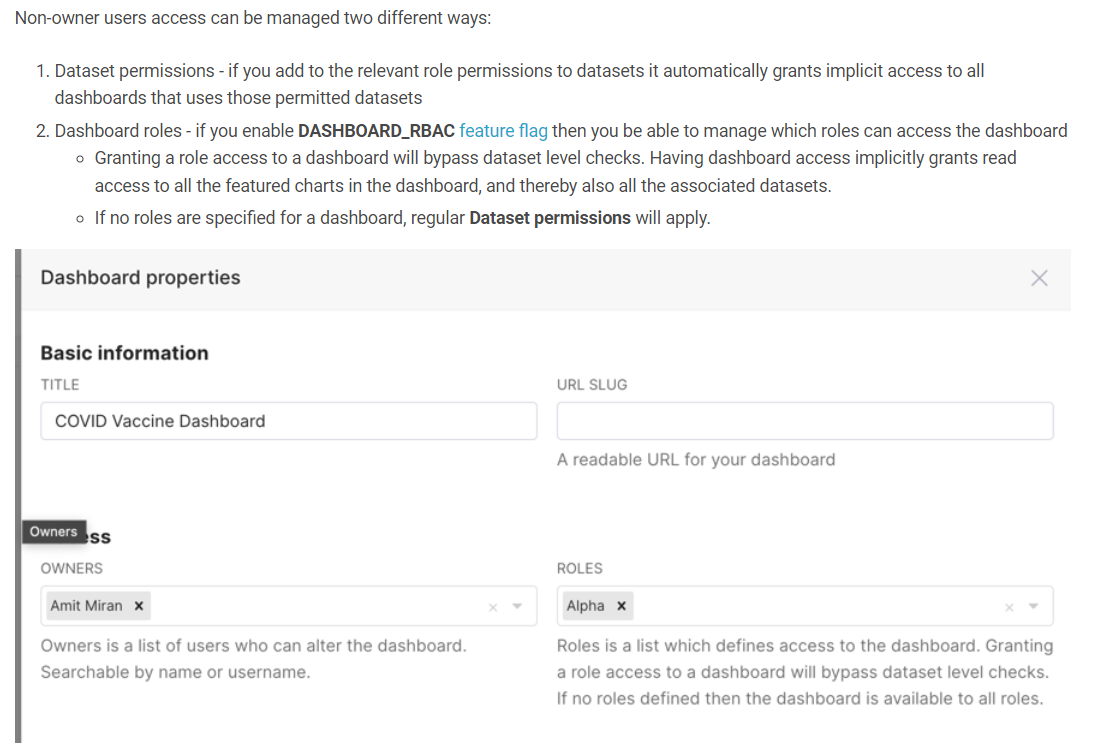 Non-owner users access can be managed two different ways:
1. Dataset permissions - if you add to the relevant role permissions to datasets it automatically grants implicit access to all
dashboards that uses those permitted datasets
2. Dashboard roles - if you enable DASHBOARD_RBAC feature flag then you be able to manage which roles can access the dashboard
Granting a role access to a dashboard will bypass dataset level checks. Having dashboard access implicitly grants read
access to all the featured charts in the dashboard, and thereby also all the associated datasets.
If no roles are specified for a dashboard, regular Dataset permissions will apply.
Dashboard properties
Basic information
TITLE
URL SLUG
COVID Vaccine Dashboard
A readable URL for your dashboard
Owners
ss
OWNERS
ROLES
Amit Miran x
Alpha x
Owners is a list of users who can alter the dashboard.
Searchable by name or username.
Roles is a list which defines access to the dashboard. Granting
a role access to a dashboard will bypass dataset level checks.
If no roles defined then the dashboard is available to all roles.